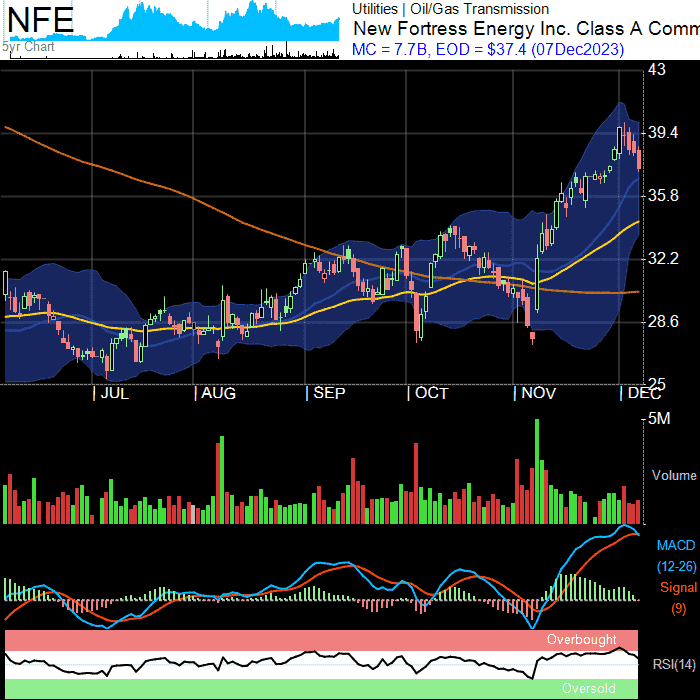 NFE
5yr Chart
Utilities | Oil/Gas Transmission
New Fortress Energy Inc. Class A Comm
MC = 7.7B, EOD = $37.4 (07Dec2023)
43
39.4
35.8
32.2
28.6
25
JUL AUG SEP OCT NOV DEC
5M
Volume
MACD
(12-26)
Signal
(9)
Overbought
RSI(14)
Oversold